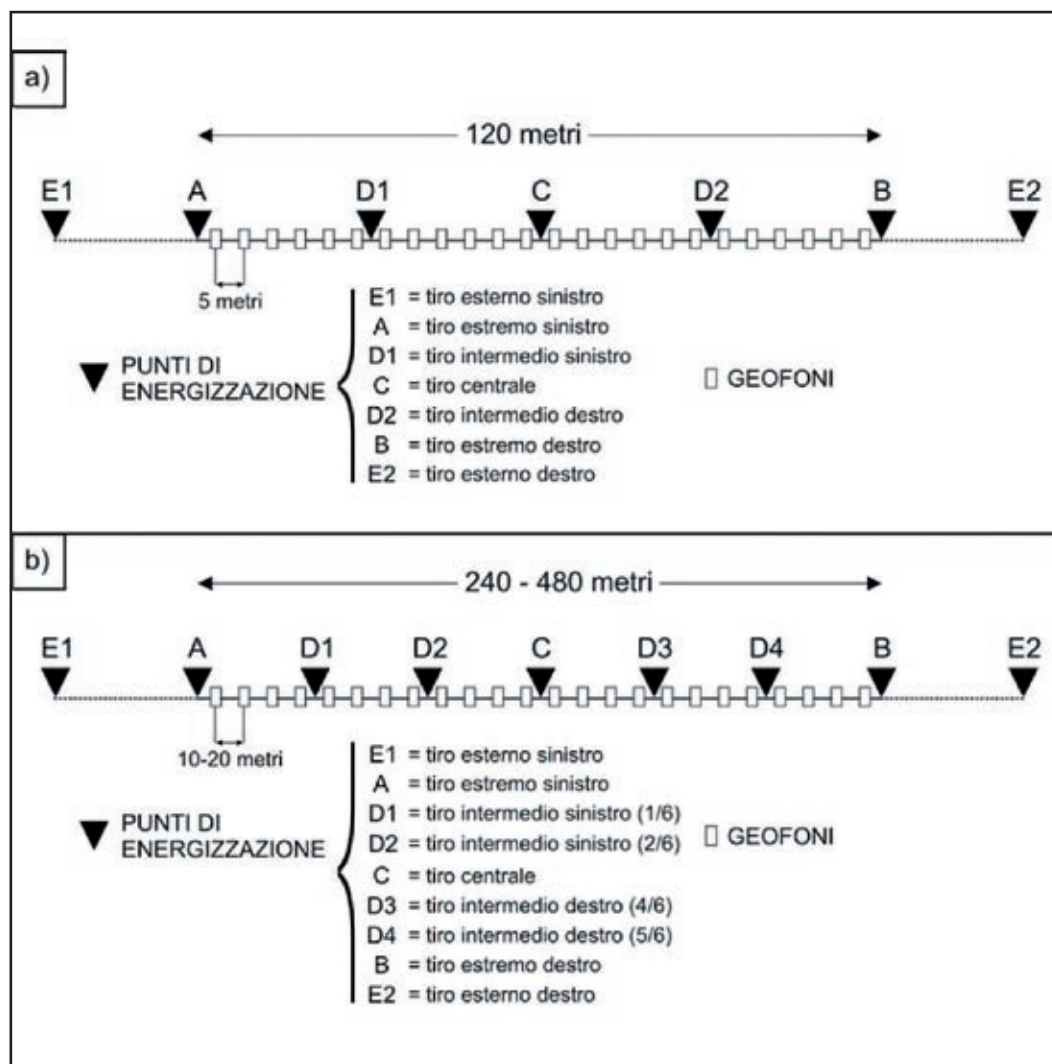 a)
120 metri
E1 A D1 C D2 B E2
5 metri
E1 = tiro esterno sinistro
A = tiro estremo sinistro
D1 = tiro intermedio sinistro
C = tiro centrale
D2 = tiro intermedio destro
B = tiro estremo destro
E2 = tiro esterno destro
PUNTI DI
ENERGIZZAZIONE
GEOFONI
b)
240 - 480 metri
E1 A D1 D2 C D3 D4 B E2
10-20 metri
E1 = tiro esterno sinistro
A = tiro estremo sinistro
D1 = tiro intermedio sinistro (1/6)
D2 = tiro intermedio sinistro (2/6)
C = tiro centrale
D3 = tiro intermedio destro (4/6)
D4 = tiro intermedio destro (5/6)
B = tiro estremo destro
E2 = tiro esterno destro
PUNTI DI
ENERGIZZAZIONE
GEOFONI